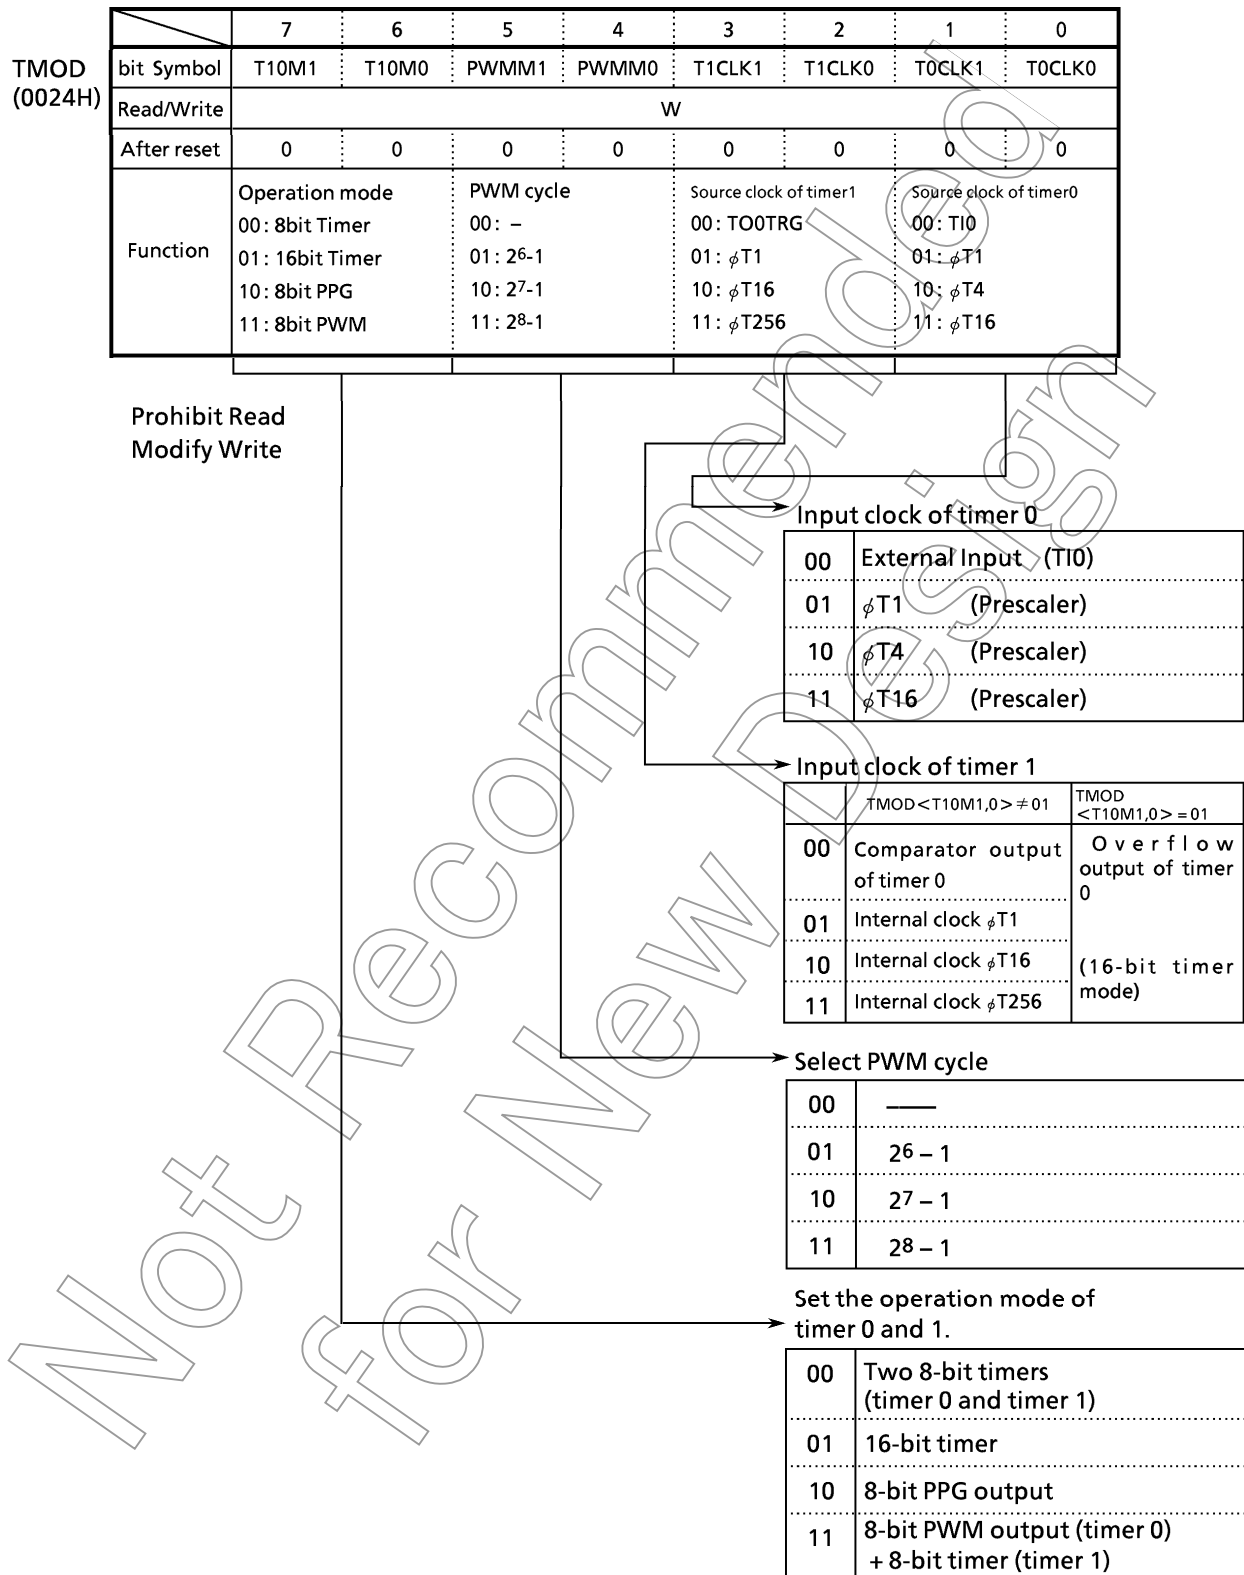 7 6 5 4 3 2 1 0
TMOD
(0024H)
bit Symbol T10M1 T10M0 PWMM1 PWMM0 T1CLK1 T1CLK0 T0CLK1 T0CLK0
Read/Write W
After reset 0 0 0 0 0 0 0 0
Function
Operation mode PWM cycle Source clock of timer1 Source clock of timer0
00: 8bit Timer 00: – 00: TO0TRG 00: TI0
01: 16bit Timer 01: 2⁶-1 01: ϕT1 01: ϕT1
10: 8bit PPG 10: 2⁷-1 10: ϕT16 10: ϕT4
11: 8bit PWM 11: 2⁸-1 11: ϕT256 11: ϕT16
Prohibit Read
Modify Write
Input clock of timer 0
00 External Input (TI0)
01 ϕT1 (Prescaler)
10 ϕT4 (Prescaler)
11 ϕT16 (Prescaler)
Input clock of timer 1
TMOD<T10M1,0>≠01
TMOD
<T10M1,0>=01
00 Comparator output
of timer 0
01 Internal clock ϕT1
10 Internal clock ϕT16
11 Internal clock ϕT256
Overflow
output of timer
0
(16-bit timer
mode)
Select PWM cycle
00 ——
01 2⁶ – 1
10 2⁷ – 1
11 2⁸ – 1
Set the operation mode of
timer 0 and 1.
00 Two 8-bit timers
(timer 0 and timer 1)
01 16-bit timer
10 8-bit PPG output
11 8-bit PWM output (timer 0)
+ 8-bit timer (timer 1)
Not Recommended
for New Design